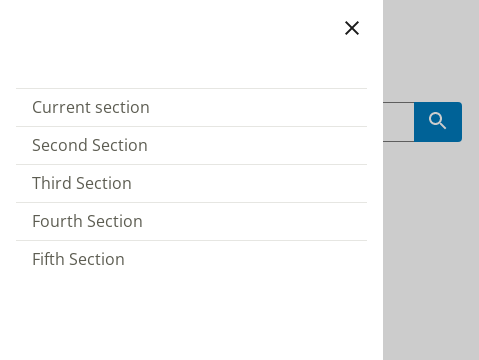 Current section
Second Section
Third Section
Fourth Section
Fifth Section